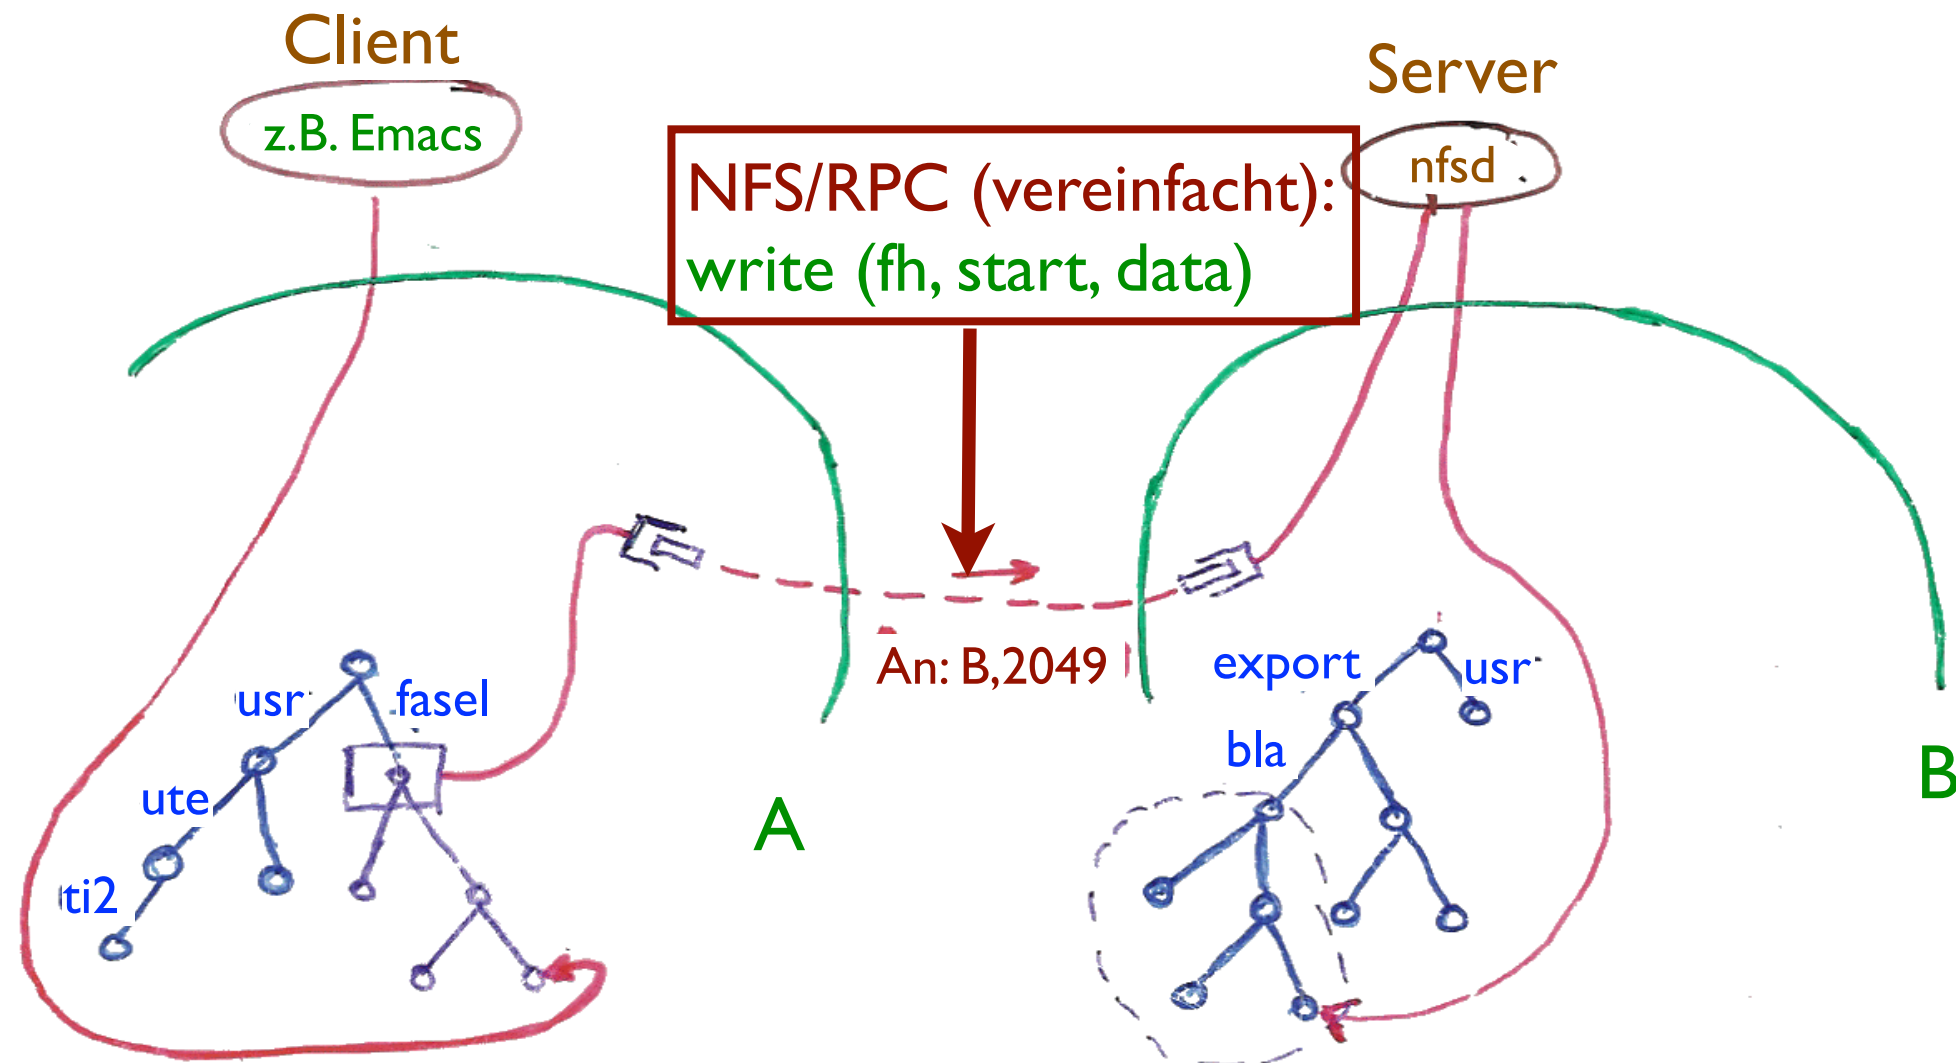 Client
Server
z.B. Emacs
nfsd
NFS/RPC (vereinfacht):
write (fh, start, data)
An: B,2049
usr
fasel
ute
ti2
A
export
usr
bla
B